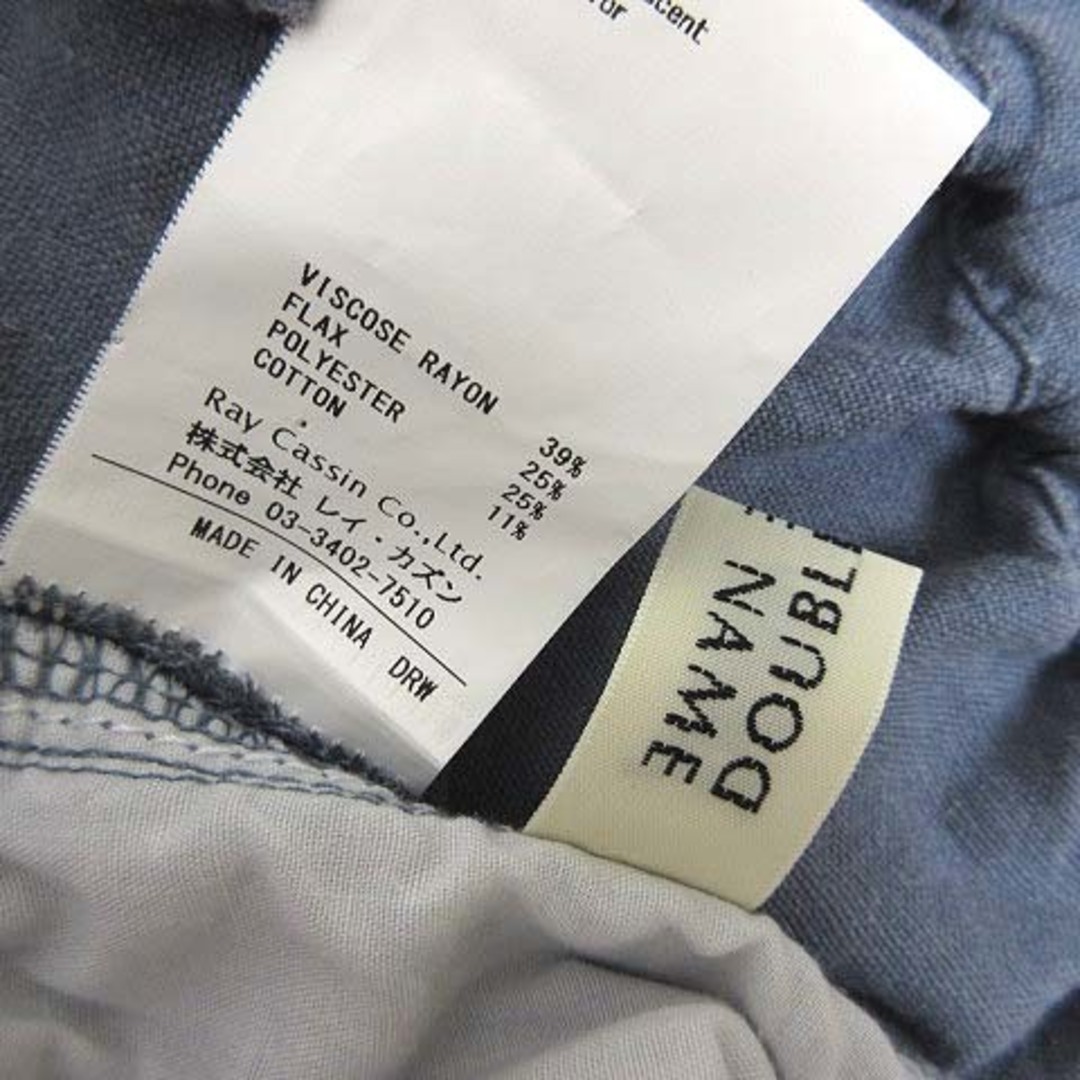 VISCOSE RAYON 39%
FLAX 25%
POLYESTER 25%
COTTON 11%
Ray Cassin Co.,Ltd.
株式会社 レイ・カズン
Phone 03-3402-7510
MADE IN CHINA DRW
DOUBLE
NAME